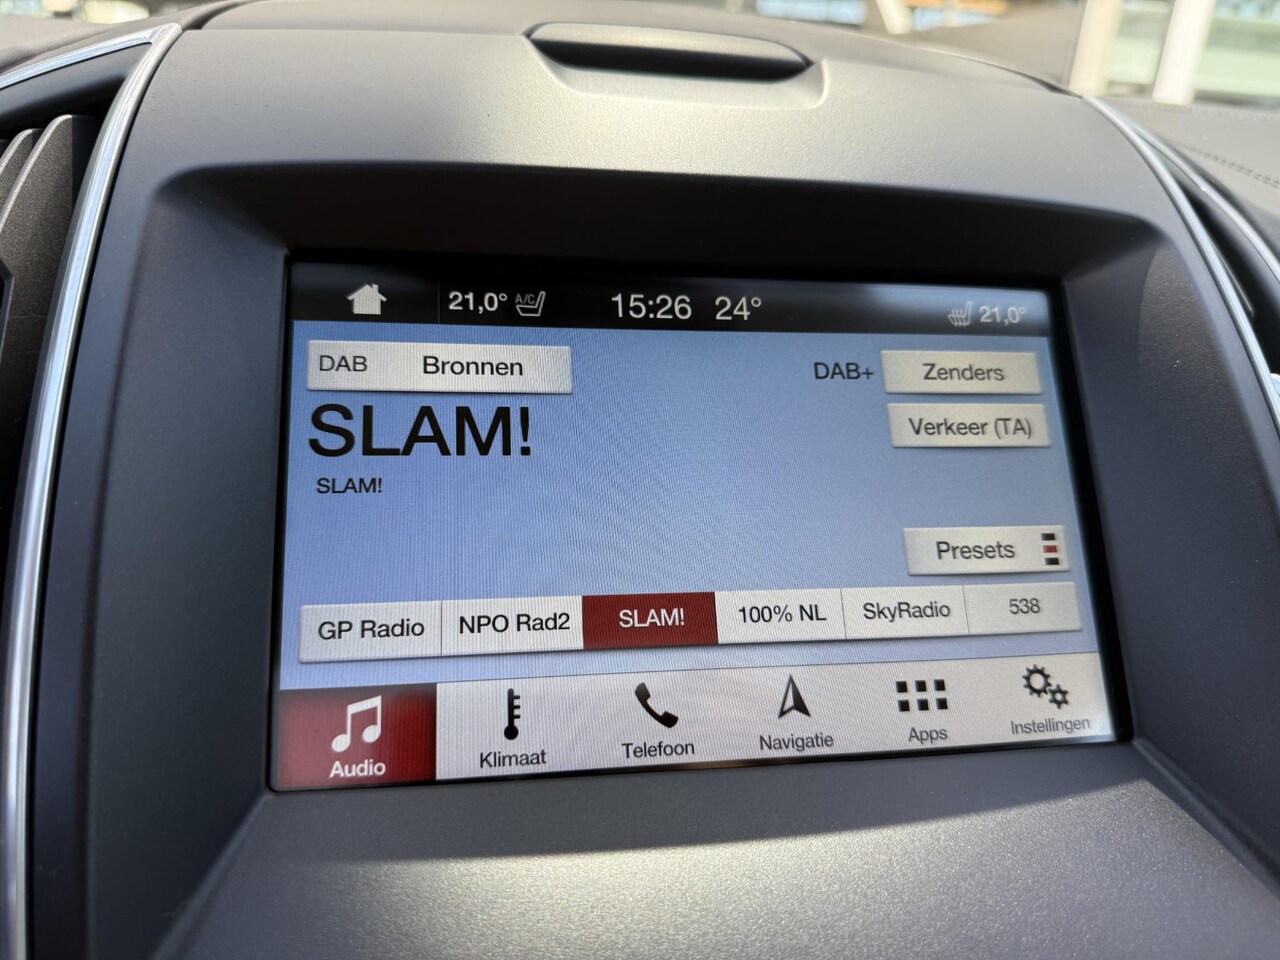 21,0° A/C 15:26 24° 21,0°
DAB Bronnen DAB+ Zenders
SLAM! Verkeer (TA)
SLAM!
Presets
GP Radio NPO Rad2 SLAM! 100% NL SkyRadio 538
Audio Klimaat Telefoon Navigatie Apps Instellingen